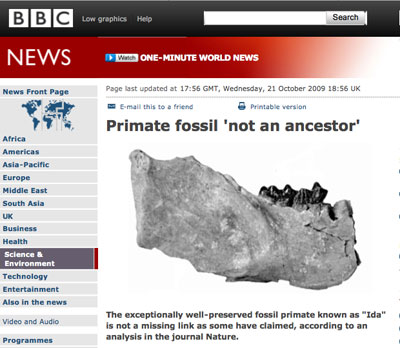 BBC
Low graphics Help Search
NEWS
Watch ONE-MINUTE WORLD NEWS
News Front Page
Africa
Americas
Asia-Pacific
Europe
Middle East
South Asia
UK
Business
Health
Science &
Environment
Technology
Entertainment
Also in the news
Video and Audio
Programmes
Page last updated at 17:56 GMT, Wednesday, 21 October 2009 18:56 UK
E-mail this to a friend Printable version
Primate fossil 'not an ancestor'
The exceptionally well-preserved fossil primate known as "Ida"
is not a missing link as some have claimed, according to an
analysis in the journal Nature.